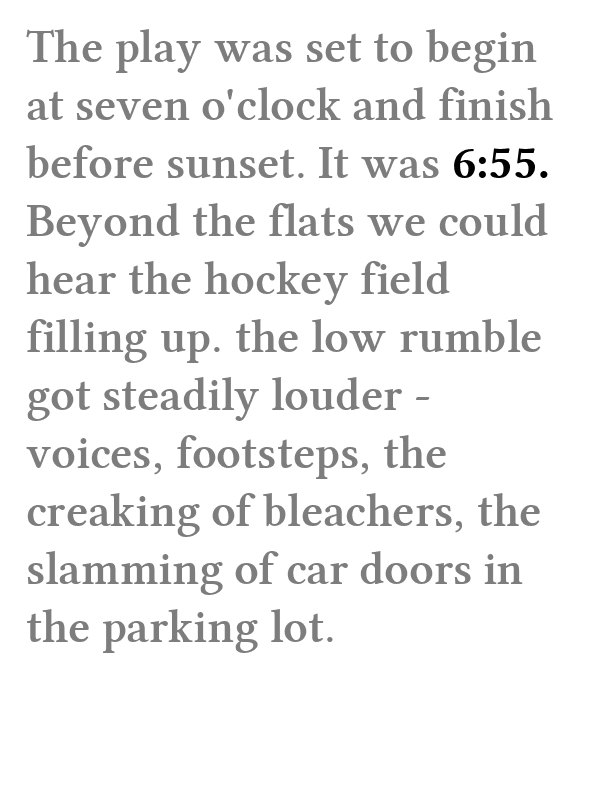 The play was set to begin
at seven o'clock and finish
before sunset. It was 6:55.
Beyond the flats we could
hear the hockey field
filling up. the low rumble
got steadily louder -
voices, footsteps, the
creaking of bleachers, the
slamming of car doors in
the parking lot.